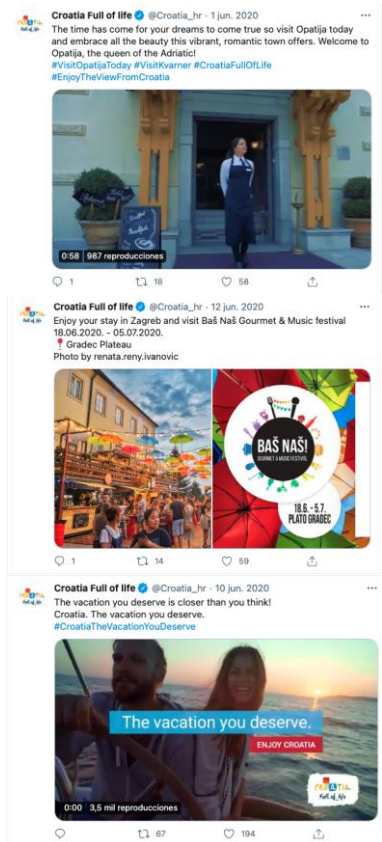 Croatia Full of life @Croatia_hr · 1 jun. 2020
The time has come for your dreams to come true so visit Opatija today
and embrace all the beauty this vibrant, romantic town offers. Welcome to
Opatija, the queen of the Adriatic!
#VisitOpatijaToday #VisitKvarner #CroatiaFullOfLife
#EnjoyTheViewFromCroatia
0:58 987 reproducciones
1 18 58
Croatia Full of life @Croatia_hr · 12 jun. 2020
Enjoy your stay in Zagreb and visit Baš Naš Gourmet & Music festival
18.06.2020. - 05.07.2020.
Gradec Plateau
Photo by renata.reny.ivanovic
BAŠ NAŠ!
GOURMET & MUSIC FESTIVAL
18.6. - 5.7.
PLATO GRADEC
1 14 59
Croatia Full of life @Croatia_hr · 10 jun. 2020
The vacation you deserve is closer than you think!
Croatia. The vacation you deserve.
#CroatiaTheVacationYouDeserve
The vacation you deserve.
ENJOY CROATIA
CROATIA
Full of life
0:00 3,5 mil reproducciones
67 194